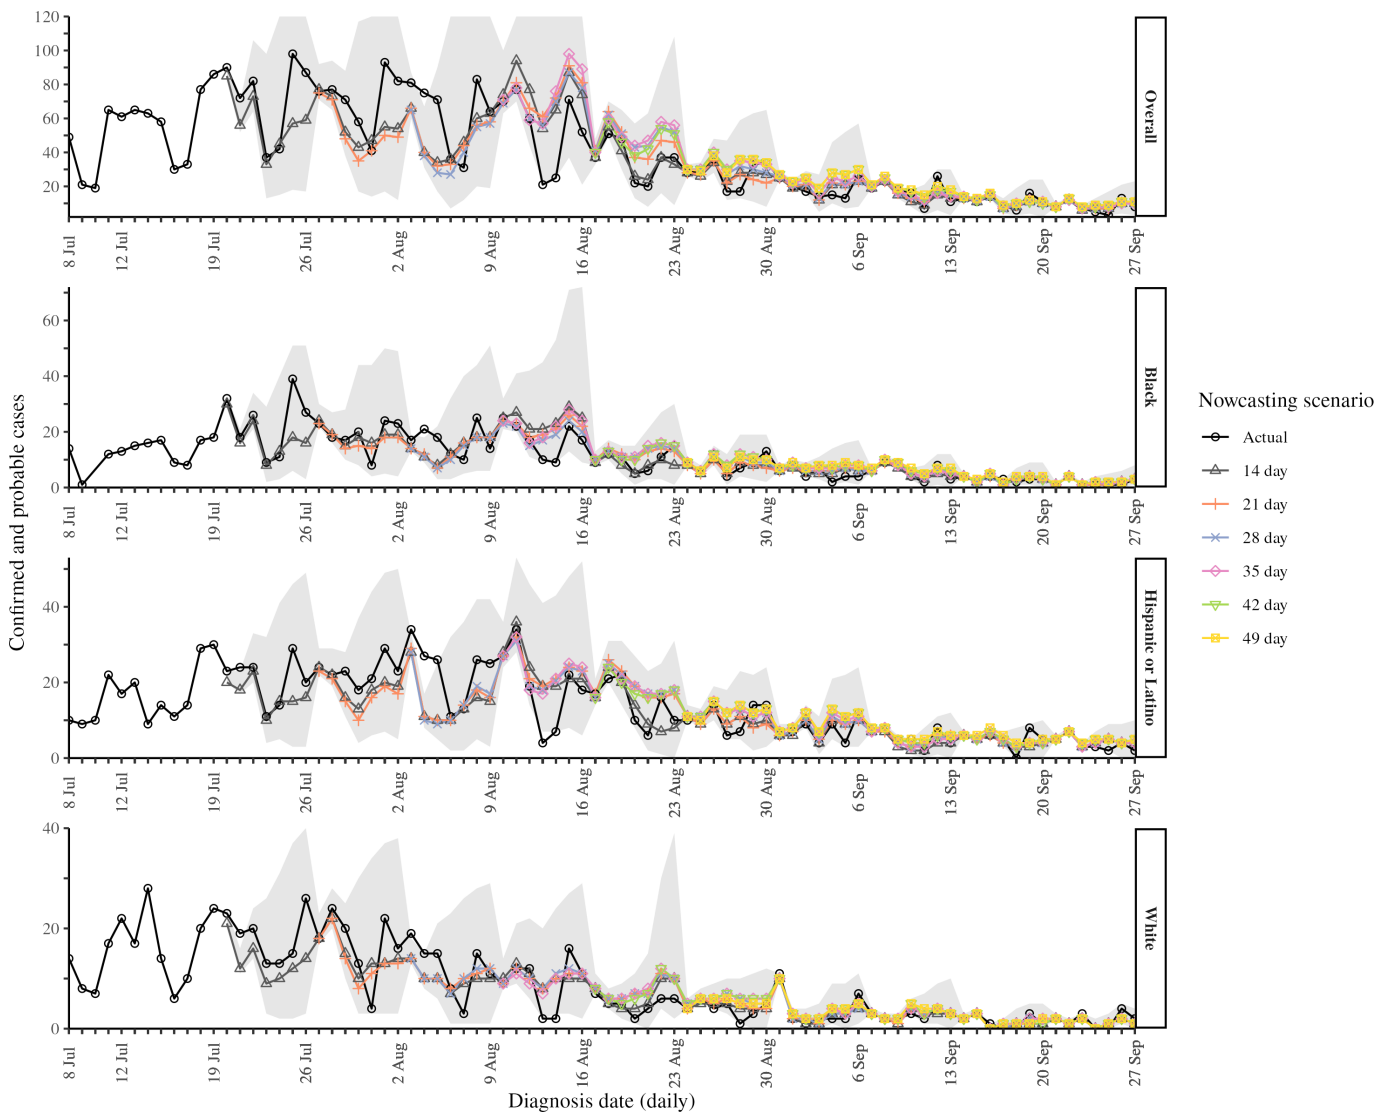 120
100
80
60
40
20
8 Jul
12 Jul
19 Jul
26 Jul
2 Aug
9 Aug
16 Aug
23 Aug
30 Aug
6 Sep
13 Sep
20 Sep
27 Sep
Overall
60
40
20
0
8 Jul
12 Jul
19 Jul
26 Jul
2 Aug
9 Aug
16 Aug
23 Aug
30 Aug
6 Sep
13 Sep
20 Sep
27 Sep
Black
40
20
0
8 Jul
12 Jul
19 Jul
26 Jul
2 Aug
9 Aug
16 Aug
23 Aug
30 Aug
6 Sep
13 Sep
20 Sep
27 Sep
Hispanic or Latino
40
20
0
8 Jul
12 Jul
19 Jul
26 Jul
2 Aug
9 Aug
16 Aug
23 Aug
30 Aug
6 Sep
13 Sep
20 Sep
27 Sep
White
Confirmed and probable cases
Diagnosis date (daily)
Nowcasting scenario
Actual
14 day
21 day
28 day
35 day
42 day
49 day